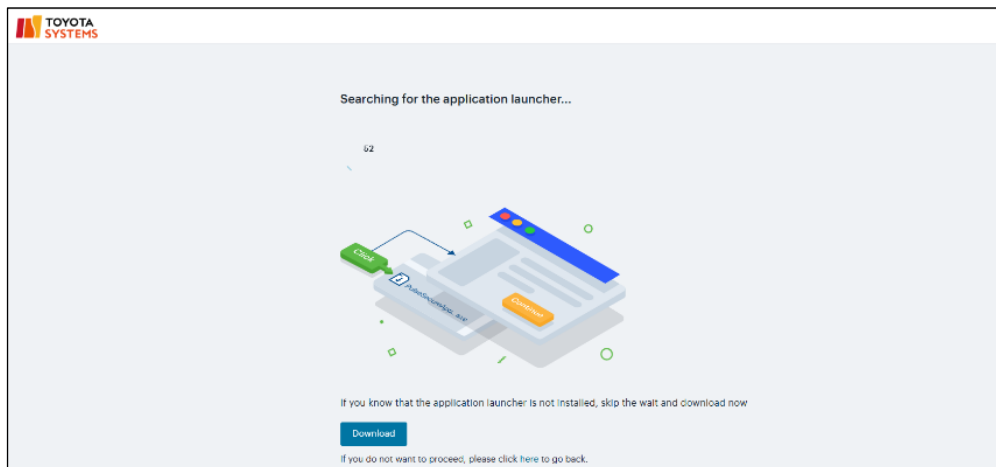 TOYOTA
SYSTEMS
Searching for the application launcher...
52
Click
Continue
If you know that the application launcher is not installed, skip the wait and download now
Download
If you do not want to proceed, please click here to go back.